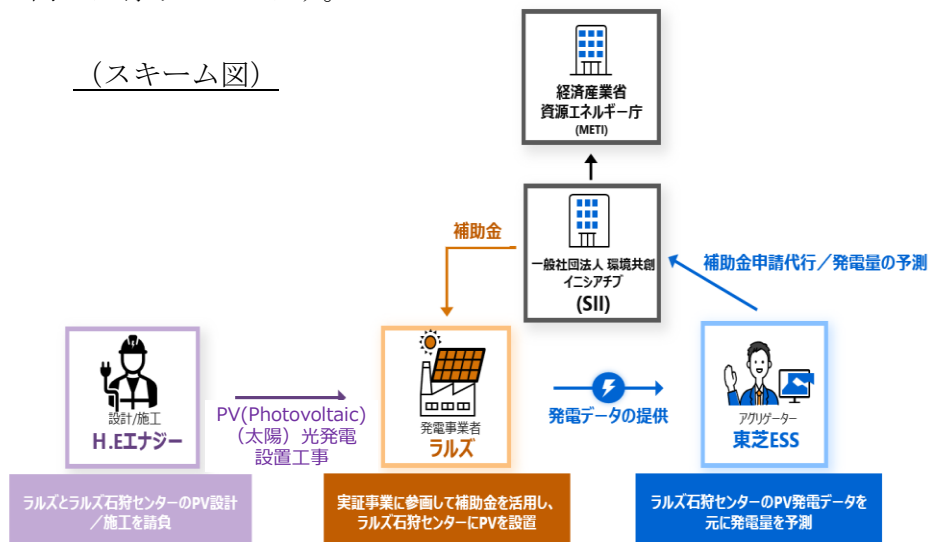 （スキーム図）
経済産業省
資源エネルギー庁
(METI)
補助金
一般社団法人 環境共創
イニシアチブ
(SII)
補助金申請代行／発電量の予測
設計/施工
H.Eエナジー
PV(Photovoltaic)
（太陽）光発電
設置工事
発電事業者
ラルズ
発電データの提供
アグリゲーター
東芝ESS
ラルズとラルズ石狩センターのPV設計
／施工を請負
実証事業に参画して補助金を活用し、
ラルズ石狩センターにPVを設置
ラルズ石狩センターのPV発電データを
元に発電量を予測